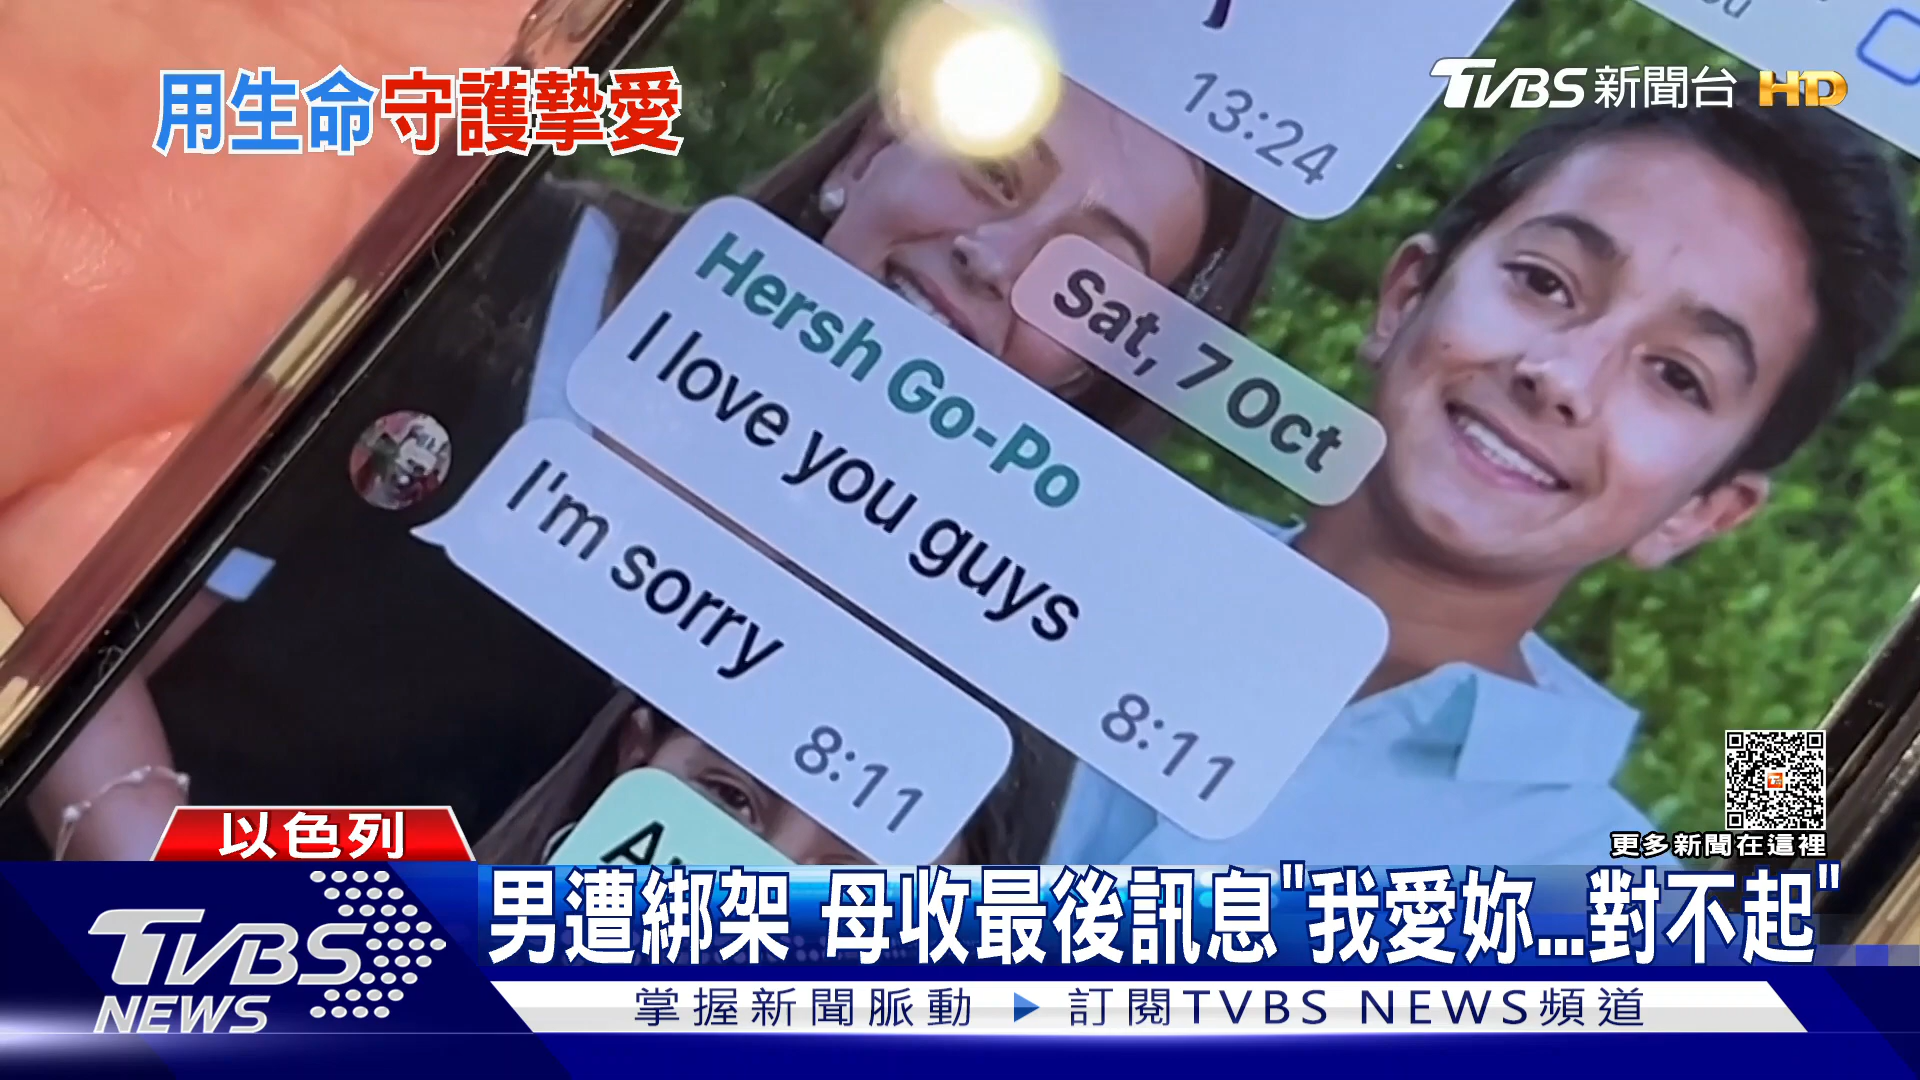 用生命守護摯愛
TVBS新聞台 HD
13:24
Sat, 7 Oct
Hersh Go-Po
I love you guys
8:11
I'm sorry
8:11
更多新聞在這裡
以色列
男遭綁架 母收最後訊息"我愛妳...對不起"
TVBS NEWS
掌握新聞脈動 ▶ 訂閱TVBS NEWS頻道